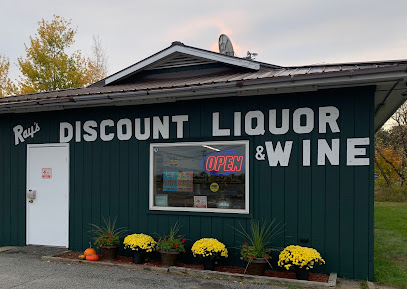 Ray's
DISCOUNT LIQUOR
& WINE
OPEN